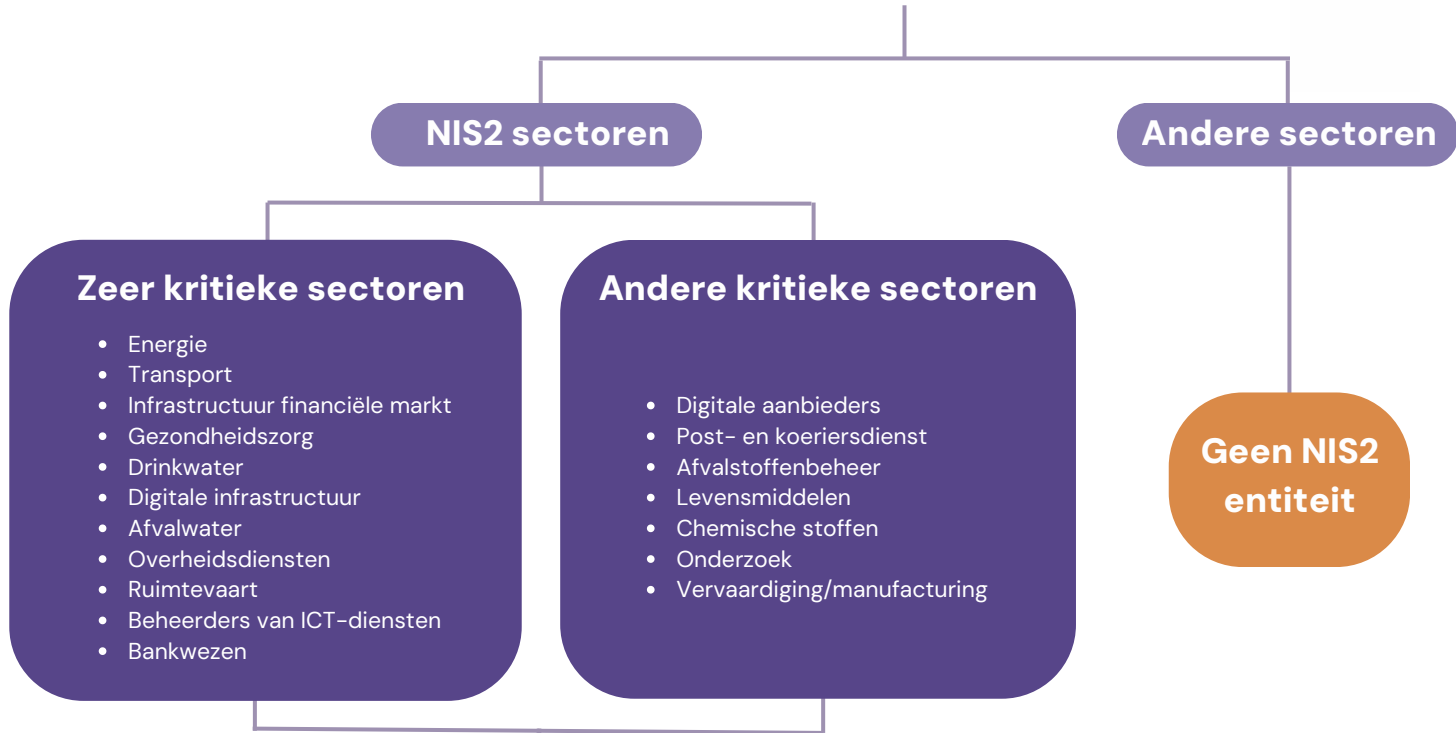 NIS2 sectoren
Andere sectoren
Zeer kritieke sectoren
• Energie
• Transport
• Infrastructuur financiële markt
• Gezondheidszorg
• Drinkwater
• Digitale infrastructuur
• Afvalwater
• Overheidsdiensten
• Ruimtevaart
• Beheerders van ICT-diensten
• Bankwezen
Andere kritieke sectoren
• Digitale aanbieders
• Post- en koeriersdienst
• Afvalstoffenbeheer
• Levensmiddelen
• Chemische stoffen
• Onderzoek
• Vervaardiging/manufacturing
Geen NIS2
entiteit